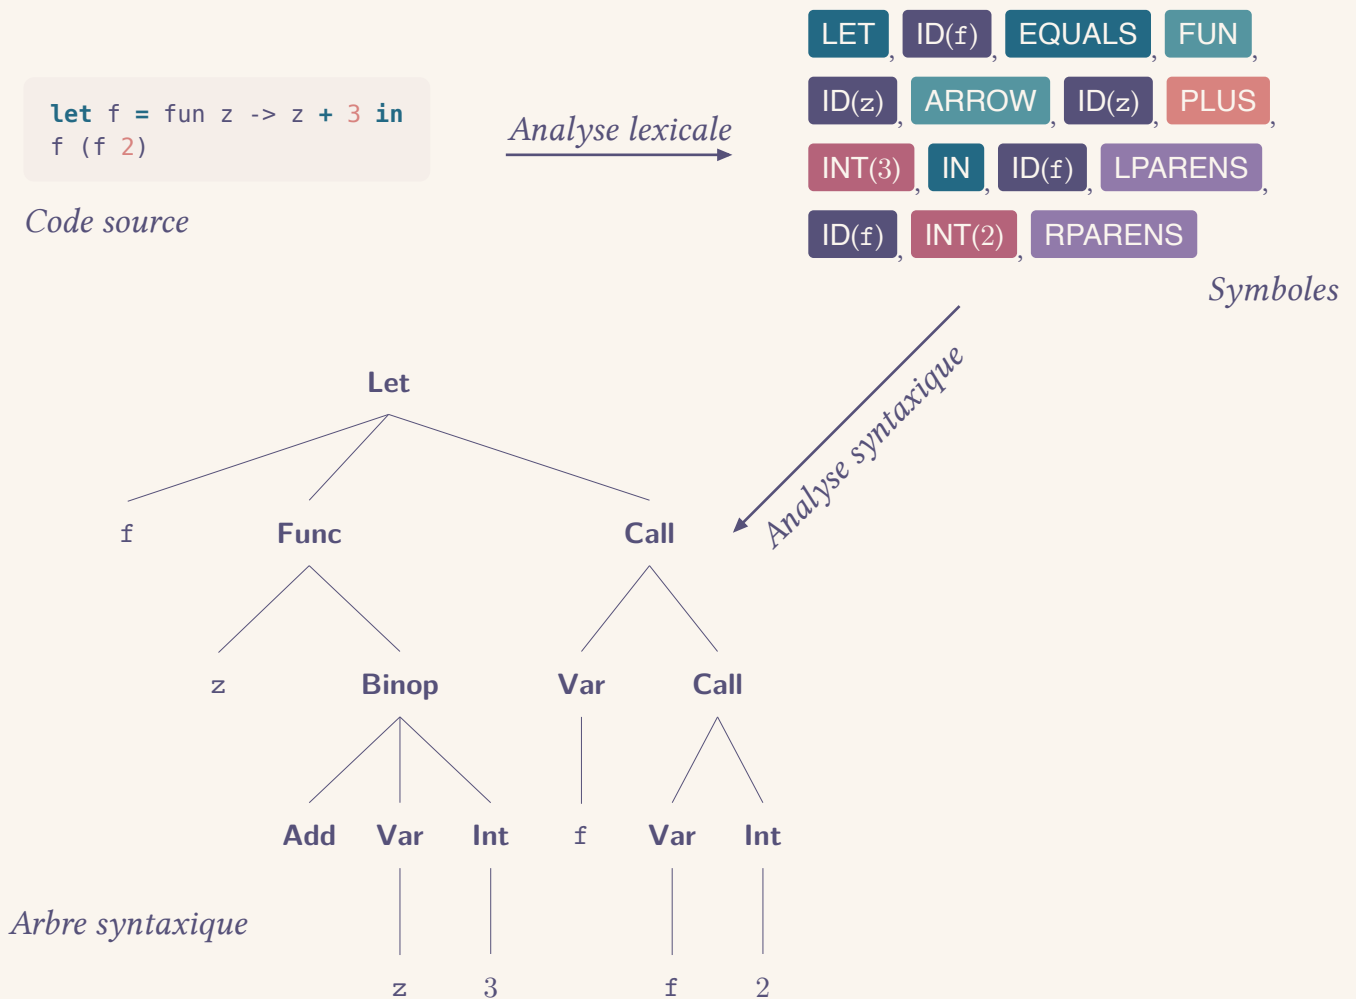 let f = fun z -> z + 3 in
f (f 2)
Code source
Analyse lexicale
LET, ID(f), EQUALS, FUN,
ID(z), ARROW, ID(z), PLUS,
INT(3), IN, ID(f), LPARENS,
ID(f), INT(2), RPARENS
Symboles
Analyse syntaxique
Let
f Func Call
z Binop Var Call
Add Var Int f Var Int
z 3 f 2
Arbre syntaxique